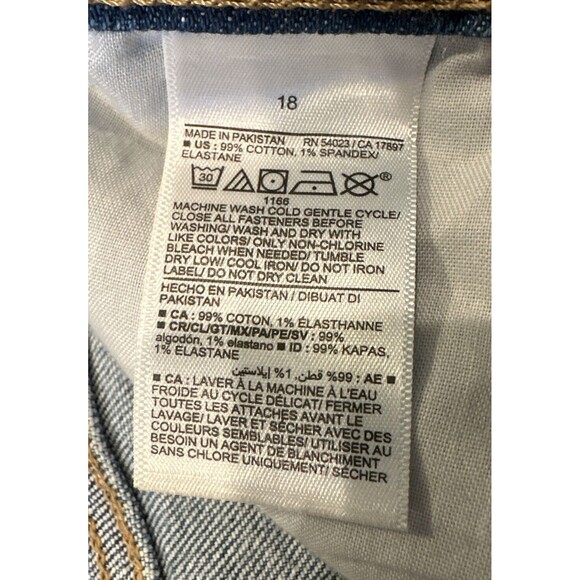 18
MADE IN PAKISTAN RN 54023 / CA 17897
■ US : 99% COTTON, 1% SPANDEX/
ELASTANE
30 ®
1166
MACHINE WASH COLD GENTLE CYCLE/
CLOSE ALL FASTENERS BEFORE
WASHING/ WASH AND DRY WITH
LIKE COLORS/ ONLY NON-CHLORINE
BLEACH WHEN NEEDED/ TUMBLE
DRY LOW/ COOL IRON/ DO NOT IRON
LABEL/ DO NOT DRY CLEAN
HECHO EN PAKISTAN / DIBUAT DI
PAKISTAN
■ CA : 99% COTON, 1% ÉLASTHANNE
■ CR/CL/GT/MX/PA/PE/SV : 99%
algodón, 1% elastano ■ ID : 99% KAPAS,
1% ELASTANE
■ AE : 99% قطن, 1% إيلاستين
■ CA : LAVER À LA MACHINE À L'EAU
FROIDE AU CYCLE DÉLICAT/ FERMER
TOUTES LES ATTACHES AVANT LE
LAVAGE/ LAVER ET SÉCHER AVEC DES
COULEURS SEMBLABLES/ UTILISER AU
BESOIN UN AGENT DE BLANCHIMENT
SANS CHLORE UNIQUEMENT/ SÉCHER